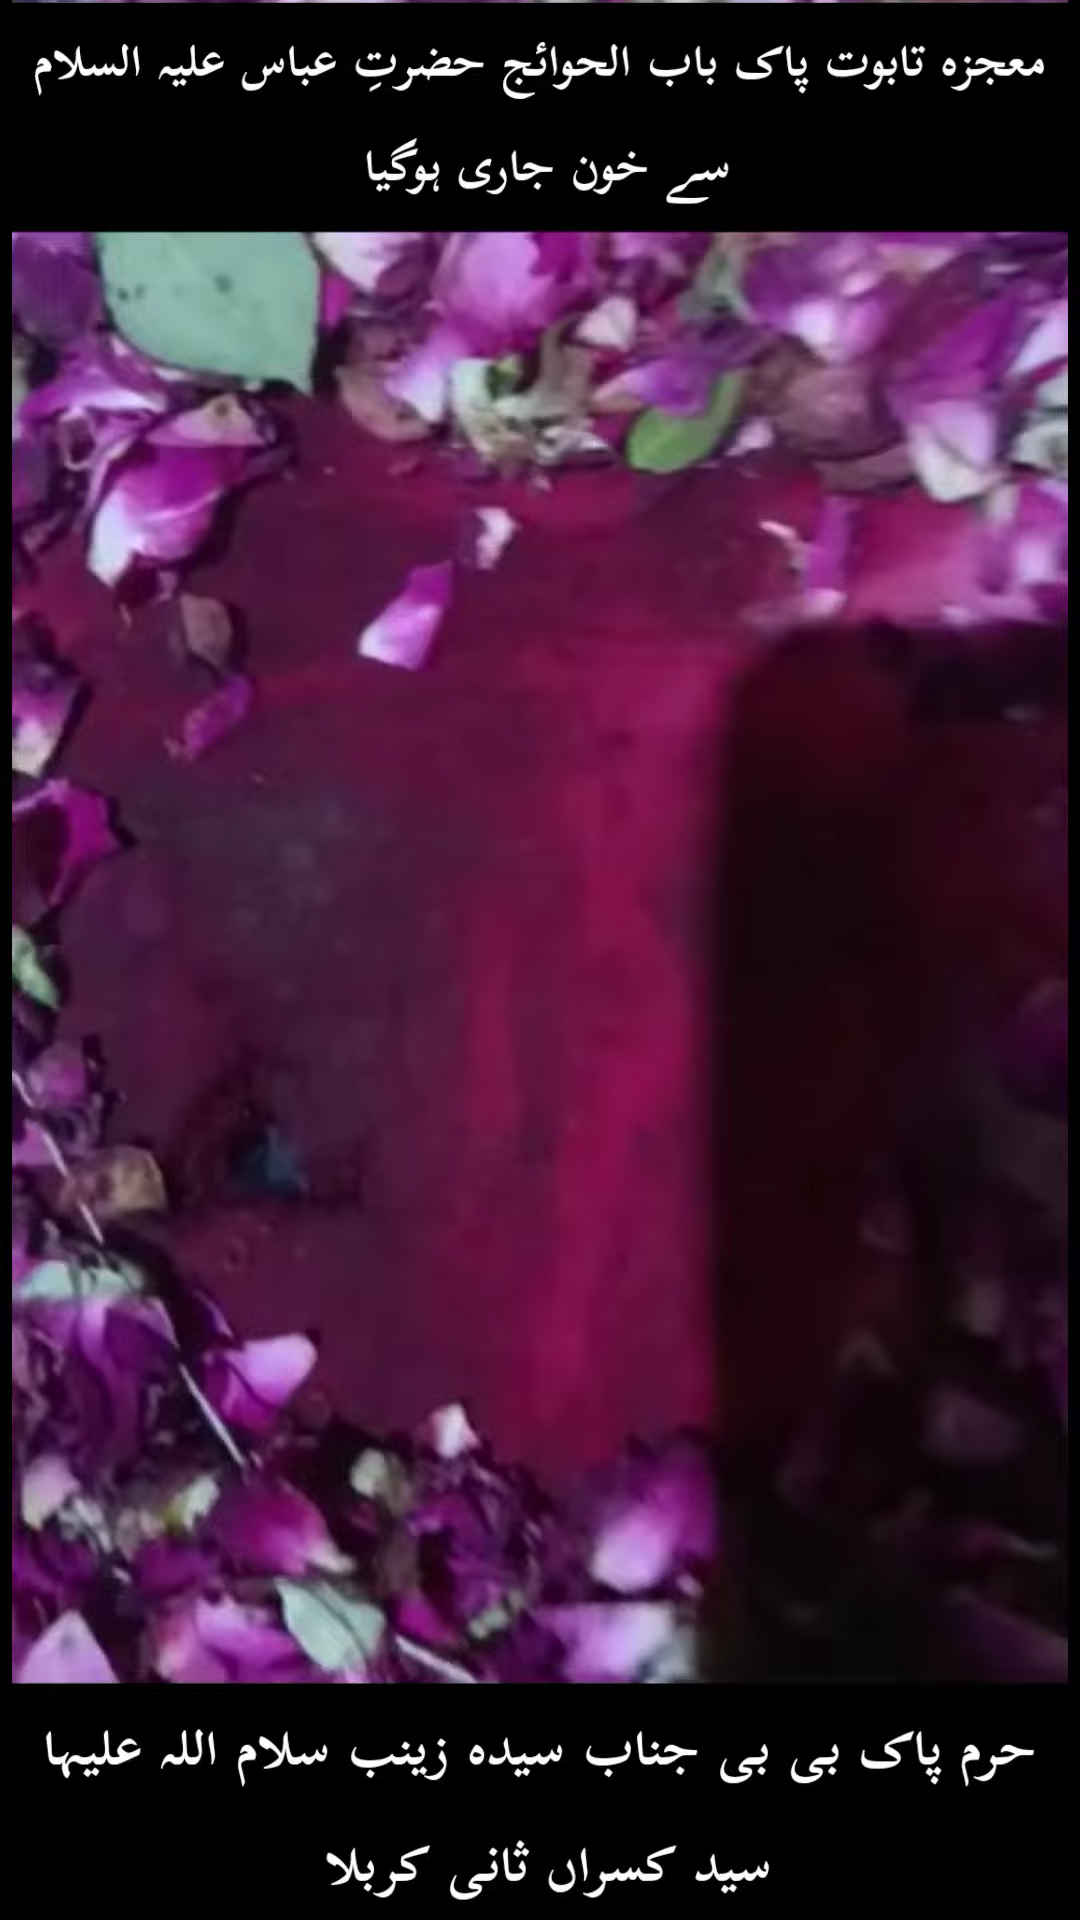 معجزہ تابوت پاک باب الحوائج حضرتِ عباس علیہ السلام
سے خون جاری ہوگیا
حرم پاک بی بی جناب سیدہ زینب سلام اللہ علیہا
سید کسراں ثانی کربلا